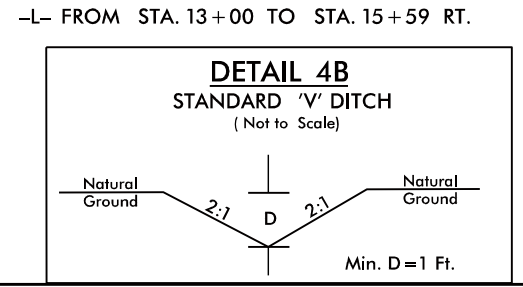 -L- FROM STA. 13+00 TO STA. 15+59 RT.
DETAIL 4B
STANDARD 'V' DITCH
( Not to Scale)
Natural
Ground
2:1
D
2:1
Natural
Ground
Min. D=1 Ft.